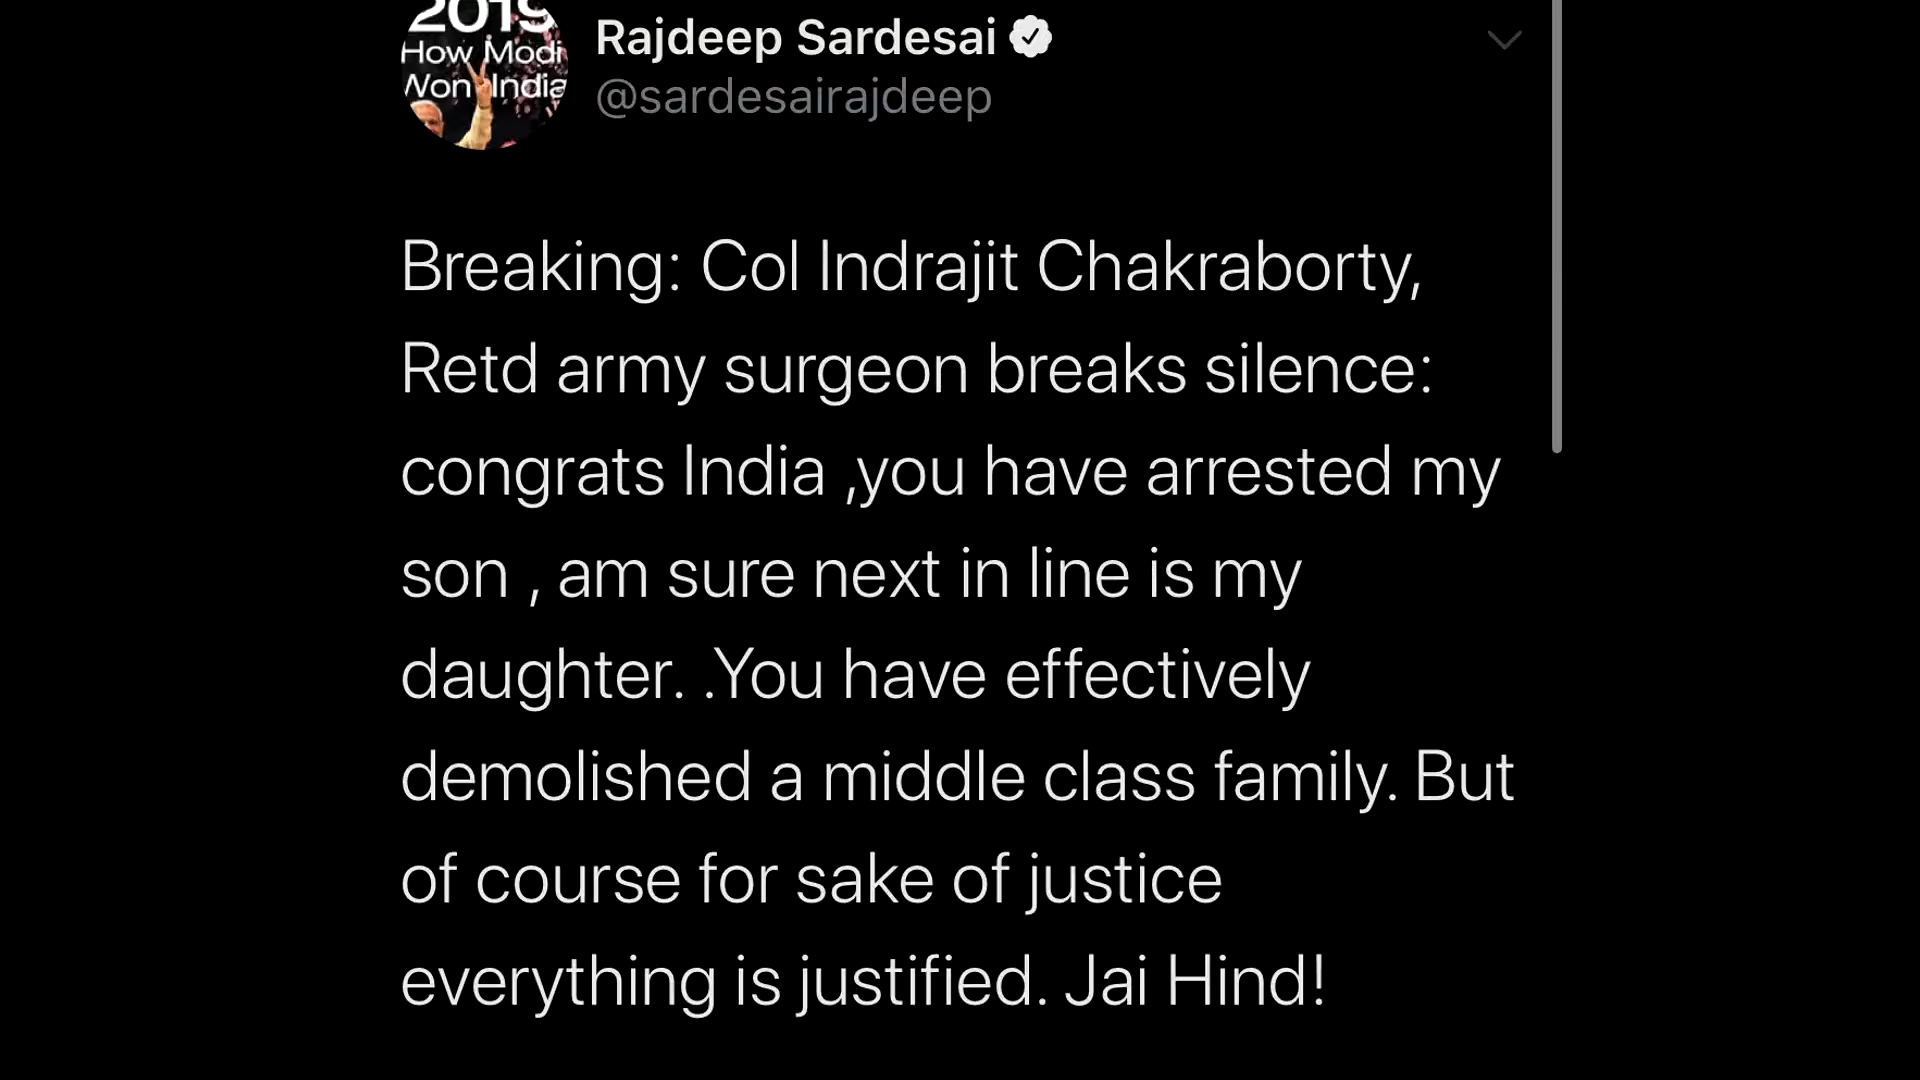 2019
How Modi
Won India
Rajdeep Sardesai
@sardesairajdeep
Breaking: Col Indrajit Chakraborty,
Retd army surgeon breaks silence:
congrats India ,you have arrested my
son , am sure next in line is my
daughter. .You have effectively
demolished a middle class family. But
of course for sake of justice
everything is justified. Jai Hind!